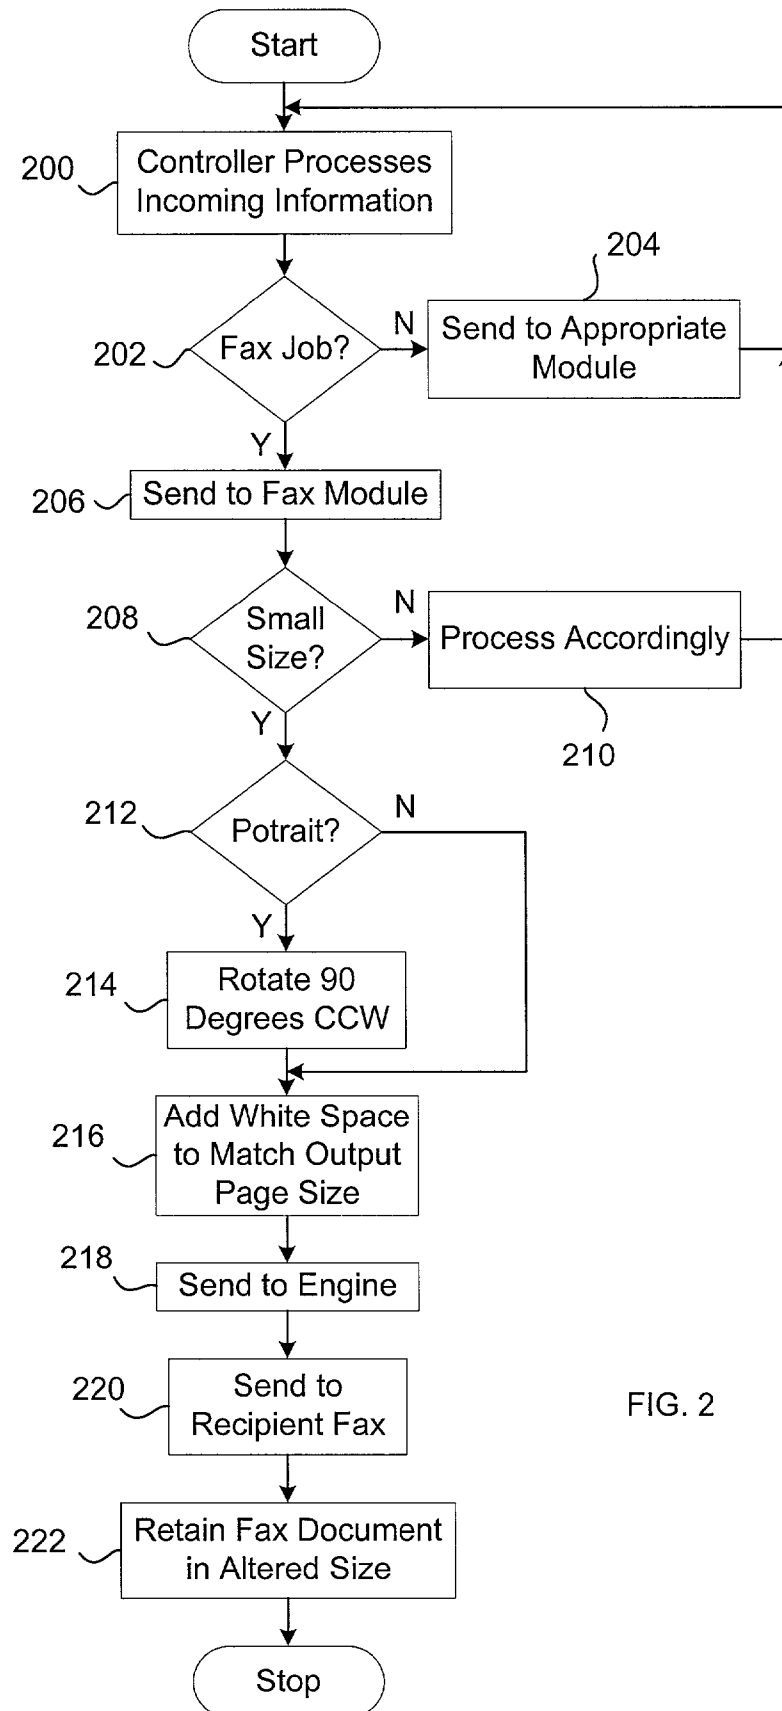 Start
200
Controller Processes
Incoming Information
204
202
Fax Job?
N
Send to Appropriate
Module
Y
206
Send to Fax Module
208
Small
Size?
N
Process Accordingly
Y
210
212
Potrait?
N
Y
214
Rotate 90
Degrees CCW
216
Add White Space
to Match Output
Page Size
218
Send to Engine
220
Send to
Recipient Fax
FIG. 2
222
Retain Fax Document
in Altered Size
Stop